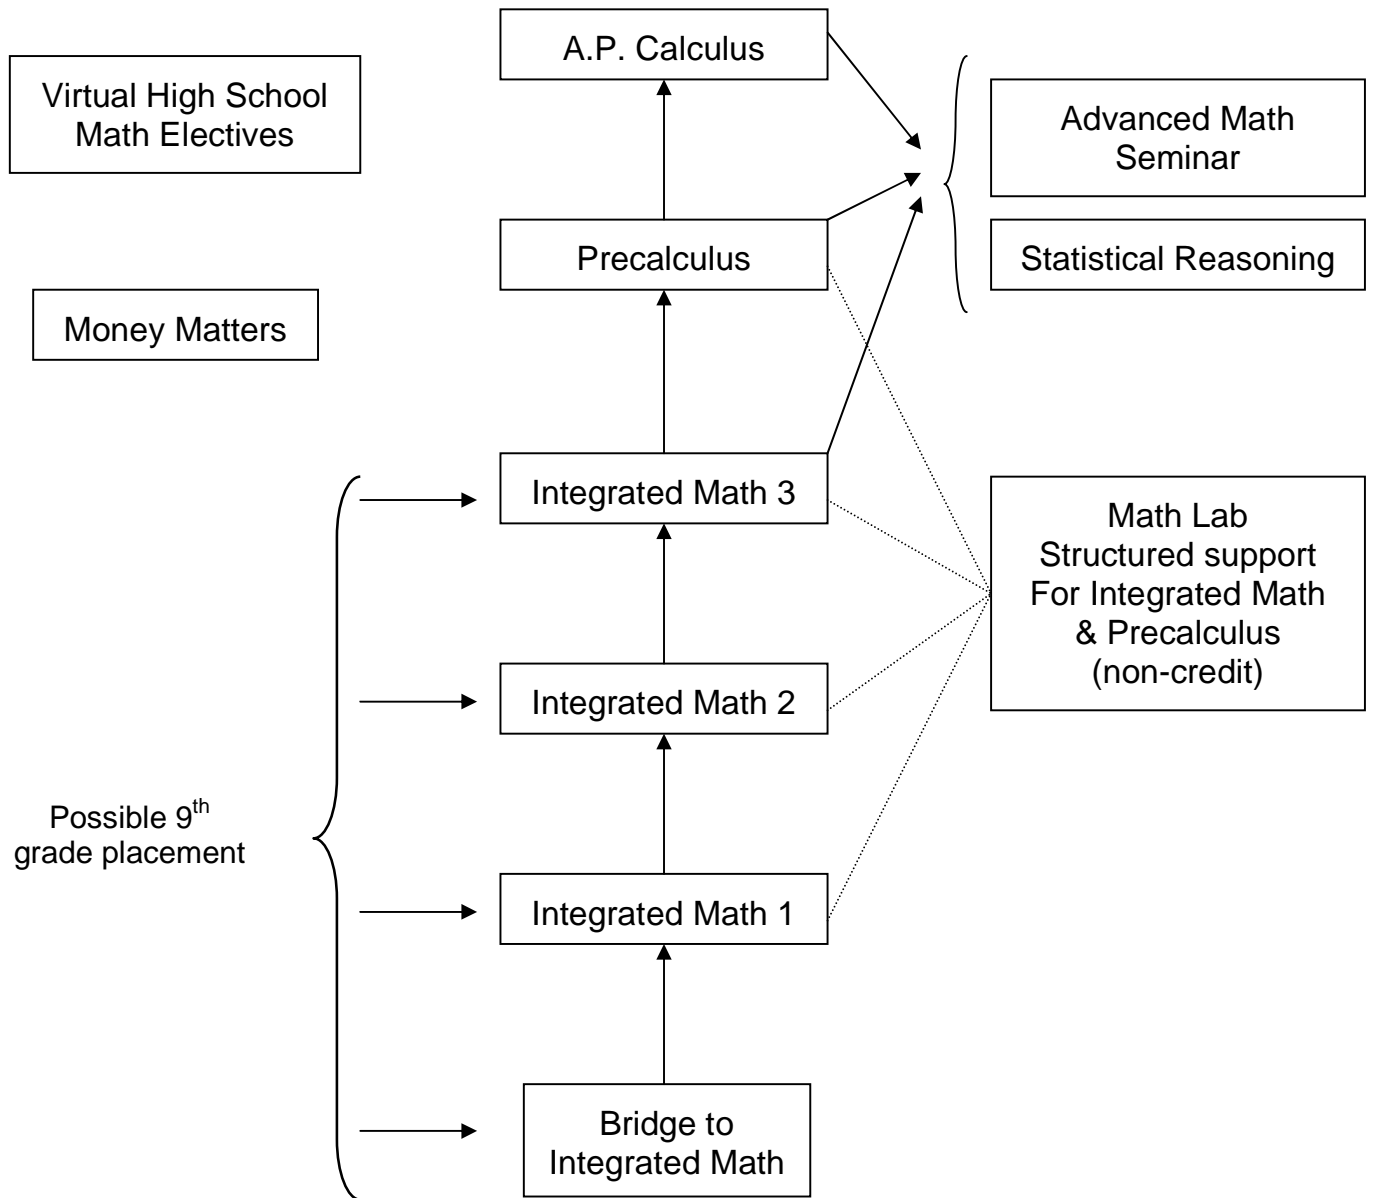 A.P. Calculus
Virtual High School
Math Electives
Advanced Math
Seminar
Precalculus
Statistical Reasoning
Money Matters
Integrated Math 3
Math Lab
Structured support
For Integrated Math
& Precalculus
(non-credit)
Integrated Math 2
Possible 9th
grade placement
Integrated Math 1
Bridge to
Integrated Math